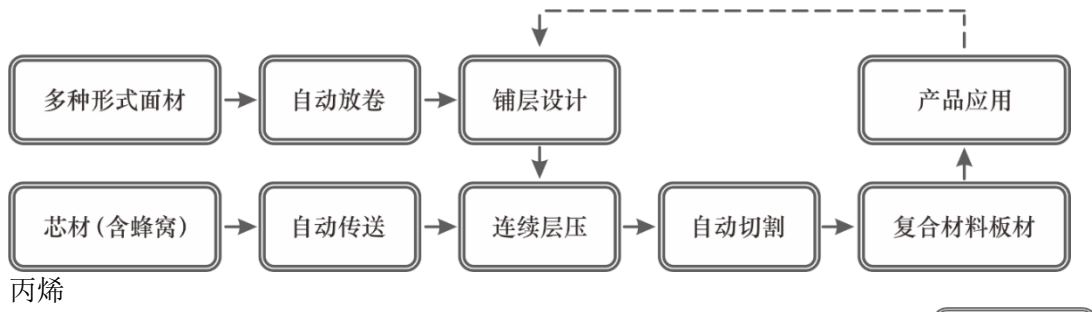 多种形式面材
自动放卷
铺层设计
产品应用
芯材(含蜂窝)
自动传送
连续层压
自动切割
复合材料板材
丙烯